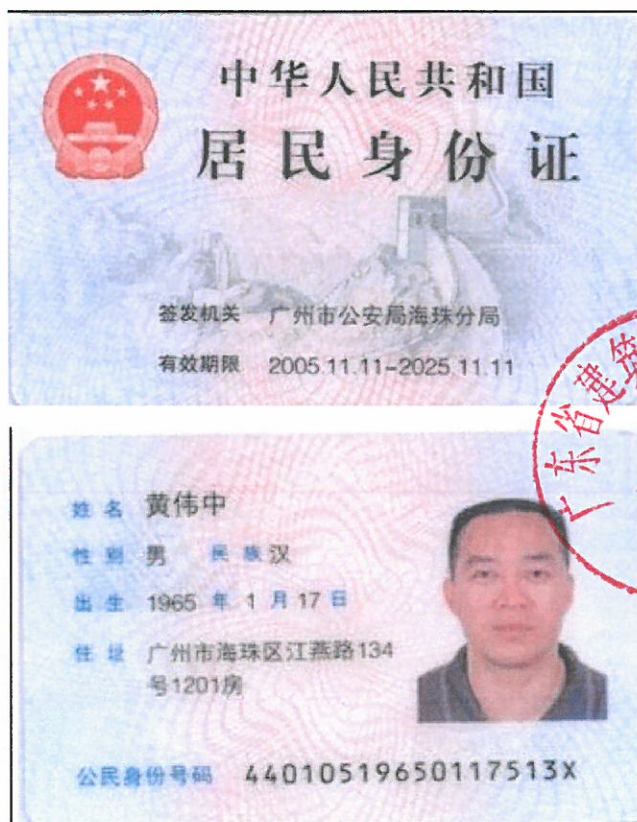 中华人民共和国
居民身份证
签发机关 广州市公安局海珠分局
有效期限 2005.11.11-2025.11.11
广东省建筑
姓名 黄伟中
性别 男 民族 汉
出生 1965 年 1 月 17 日
住址 广州市海珠区江燕路134
号1201房
公民身份号码 44010519650117513X